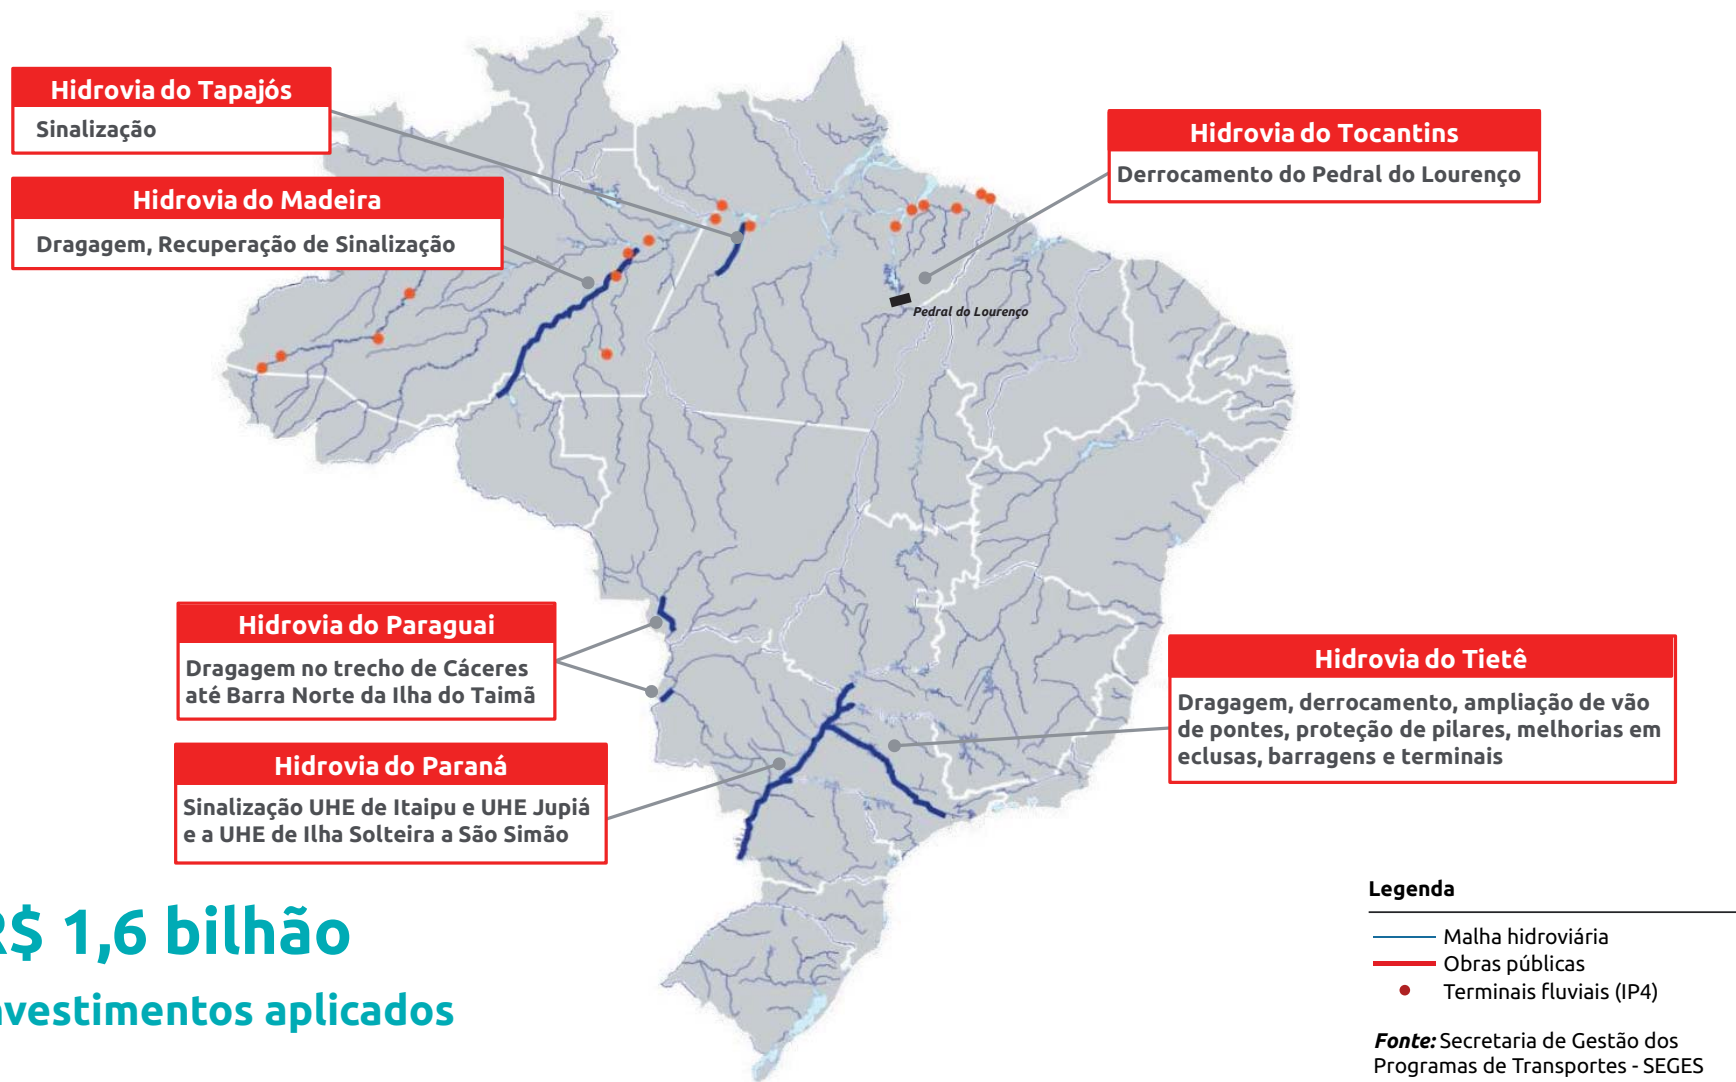 Hidrovia do Tapajós
Sinalização
Hidrovia do Madeira
Dragagem, Recuperação de Sinalização
Hidrovia do Tocantins
Derrocamento do Pedral do Lourenço
Pedral do Lourenço
Hidrovia do Paraguai
Dragagem no trecho de Cáceres
até Barra Norte da Ilha do Taimã
Hidrovia do Paraná
Sinalização UHE de Itaipu e UHE Jupiá
e a UHE de Ilha Solteira a São Simão
Hidrovia do Tietê
Dragagem, derrocamento, ampliação de vão
de pontes, proteção de pilares, melhorias em
eclusas, barragens e terminais
R$ 1,6 bilhão
nvestimentos aplicados
Legenda
Malha hidroviária
Obras públicas
Terminais fluviais (IP4)
Fonte: Secretaria de Gestão dos
Programas de Transportes - SEGES